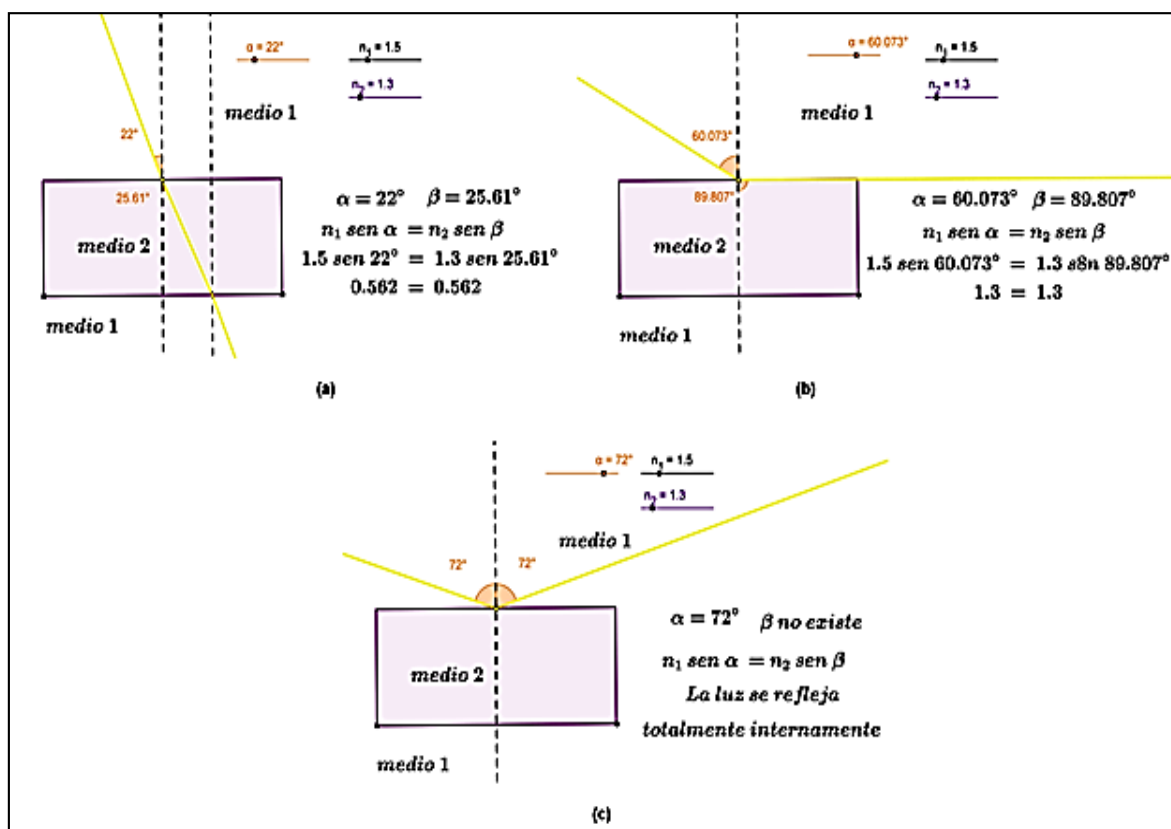 α = 22°
n₁ = 1.5
n₂ = 1.3
medio 1
22°
25.61°
medio 2
medio 1
α = 22° β = 25.61°
n₁ sen α = n₂ sen β
1.5 sen 22° = 1.3 sen 25.61°
0.562 = 0.562
(a)
α = 60.073°
n₁ = 1.5
n₂ = 1.3
medio 1
60.073°
89.807°
medio 2
medio 1
α = 60.073° β = 89.807°
n₁ sen α = n₂ sen β
1.5 sen 60.073° = 1.3 s8n 89.807°
1.3 = 1.3
(b)
α = 72°
n₁ = 1.5
n₂ = 1.3
medio 1
72° 72°
medio 2
medio 1
α = 72° β no existe
n₁ sen α = n₂ sen β
La luz se refleja
totalmente internamente
(c)